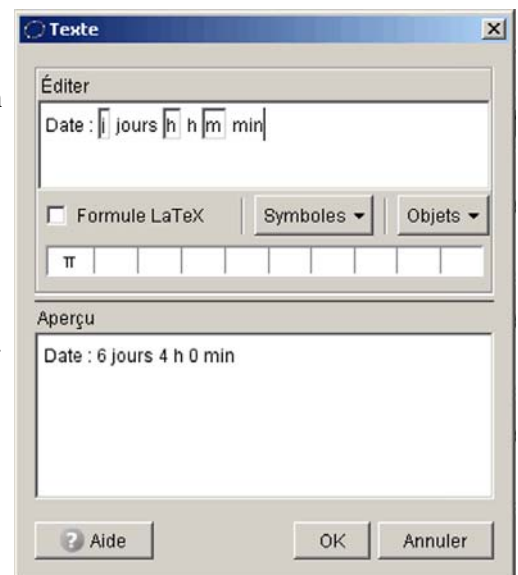 Texte
Éditer
Date : j jours h h m min
Formule LaTeX Symboles Objets
π
Aperçu
Date : 6 jours 4 h 0 min
Aide OK Annuler